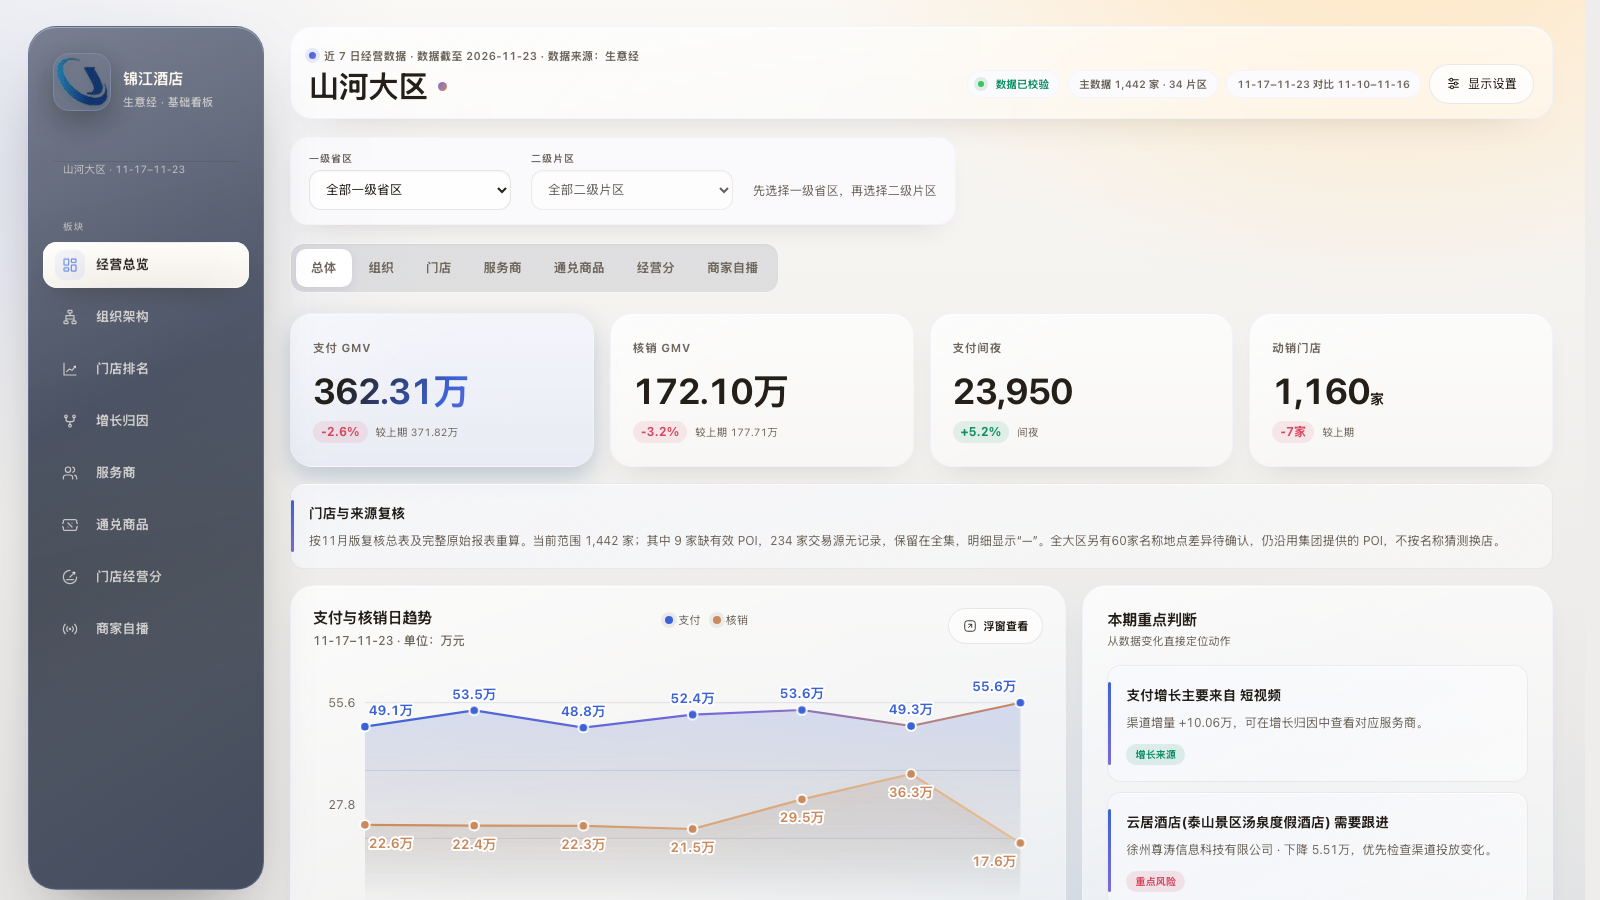 锦江酒店
生意经 · 基础看板
山河大区 · 11-17–11-23
板块
经营总览
组织架构
门店排名
增长归因
服务商
通兑商品
门店经营分
商家自播
近 7 日经营数据 · 数据截至 2026-11-23 · 数据来源：生意经
山河大区
数据已校验
主数据 1,442 家 · 34 片区
11-17–11-23 对比 11-10–11-16
显示设置
一级省区
全部一级省区
二级片区
全部二级片区
先选择一级省区，再选择二级片区
总体 组织 门店 服务商 通兑商品 经营分 商家自播
支付 GMV
362.31万
-2.6% 较上期 371.82万
核销 GMV
172.10万
-3.2% 较上期 177.71万
支付间夜
23,950
+5.2% 间夜
动销门店
1,160家
-7家 较上期
门店与来源复核
按11月版复核总表及完整原始报表重算。当前范围 1,442 家；其中 9 家缺有效 POI，234 家交易源无记录，保留在全集，明细显示“—”。全大区另有60家名称地点差异待确认，仍沿用集团提供的 POI，不按名称猜测换店。
支付与核销日趋势
11-17–11-23 · 单位：万元
支付 核销
浮窗查看
55.6
27.8
49.1万 53.5万 48.8万 52.4万 53.6万 49.3万 55.6万
22.6万 22.4万 22.3万 21.5万 29.5万 36.3万 17.6万
本期重点判断
从数据变化直接定位动作
支付增长主要来自 短视频
渠道增量 +10.06万，可在增长归因中查看对应服务商。
增长来源
云居酒店(泰山景区汤泉度假酒店) 需要跟进
徐州尊涛信息科技有限公司 · 下降 5.51万，优先检查渠道投放变化。
重点风险